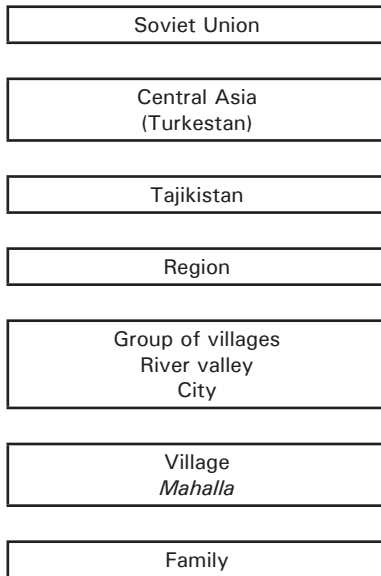 Soviet Union
Central Asia
(Turkestan)
Tajikistan
Region
Group of villages
River valley
City
Village
Mahalla
Family